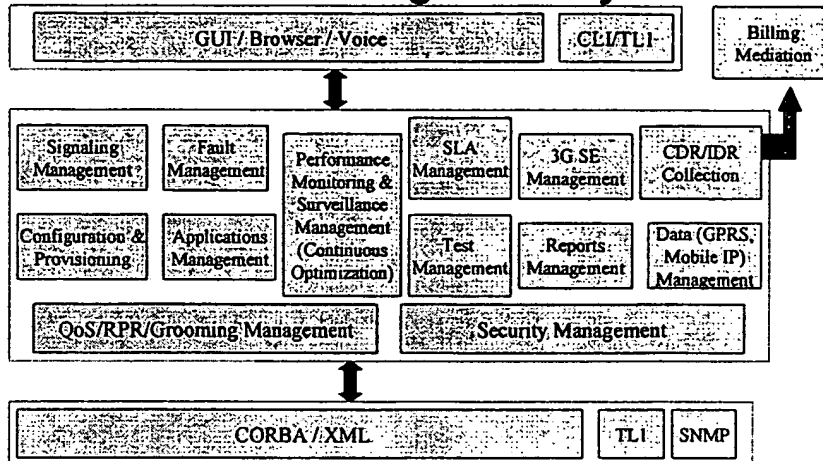 GUI / Browser / Voice
CLI/TL1
Billing
Mediation
Signaling
Management
Fault
Management
Performance
Monitoring &
Surveillance
Management
(Continuous
Optimization)
SLA
Management
3G SE
Management
CDR/IDR
Collection
Configuration &
Provisioning
Applications
Management
Test
Management
Reports
Management
Data (GPRS,
Mobile IP)
Management
QoS/RPR/Grooming Management
Security Management
CORBA / XML
TL1
SNMP